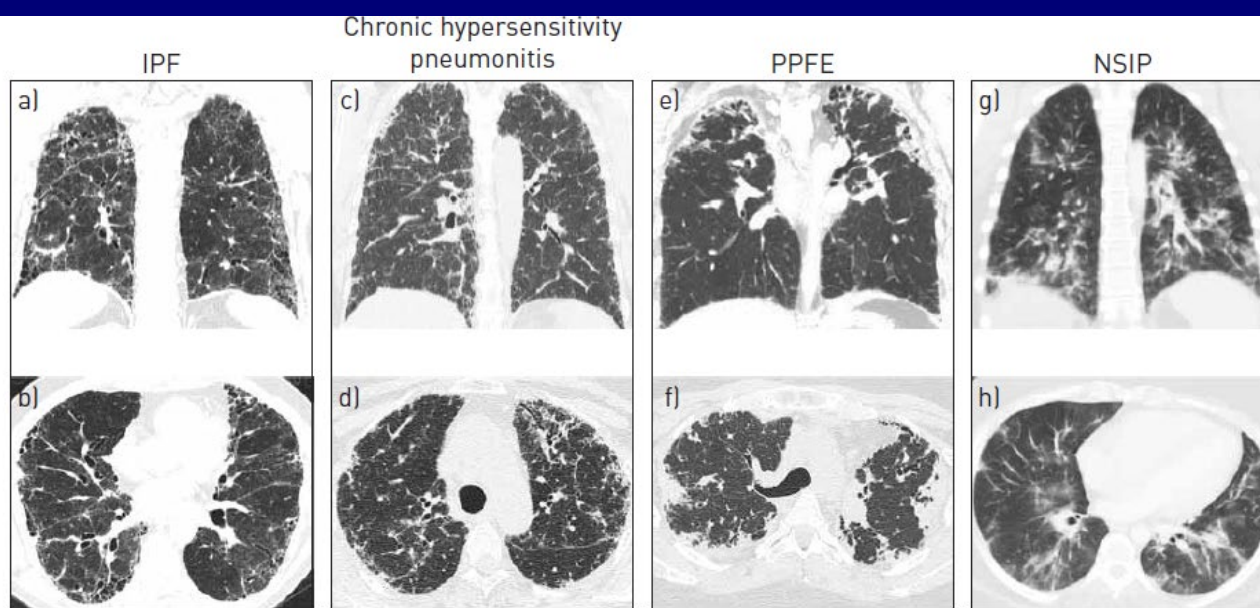 IPF
Chronic hypersensitivity
pneumonitis
PPFE
NSIP
a)
c)
e)
g)
b)
d)
f)
h)